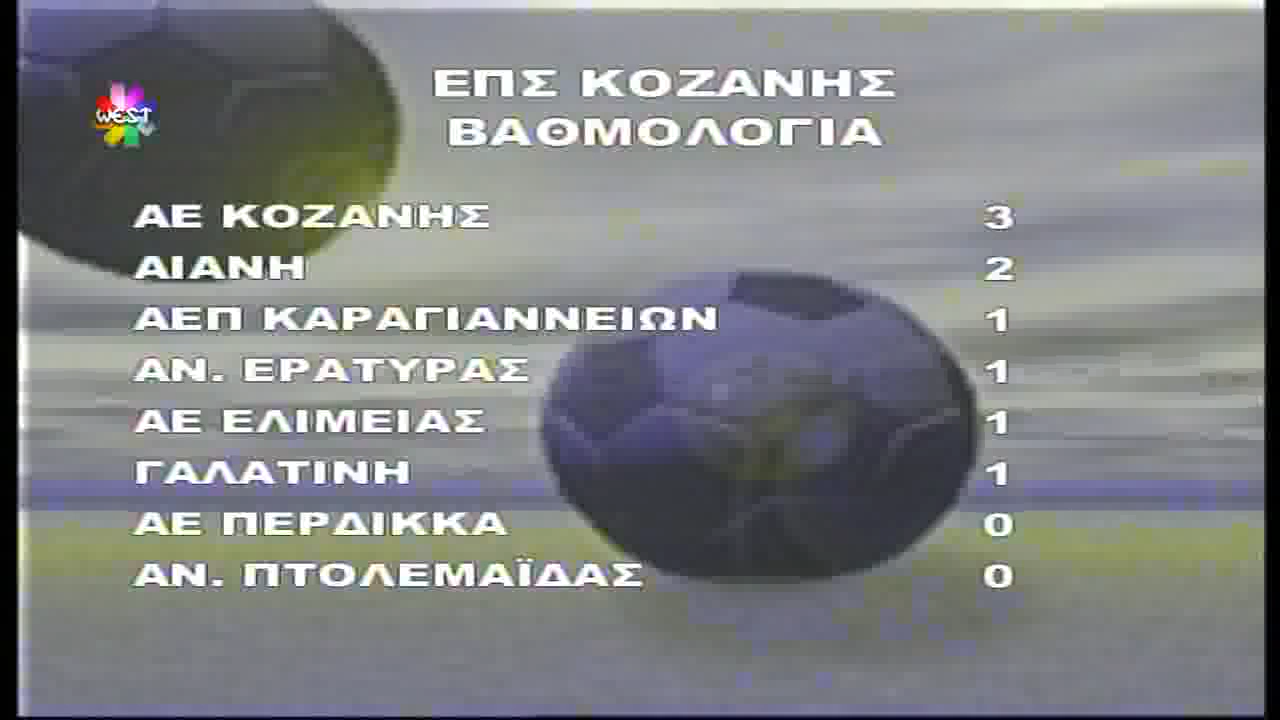 ΕΠΣ ΚΟΖΑΝΗΣ
ΒΑΘΜΟΛΟΓΙΑ
WEST
ΑΕ ΚΟΖΑΝΗΣ 3
ΑΙΑΝΗ 2
ΑΕΠ ΚΑΡΑΓΙΑΝΝΕΙΩΝ 1
ΑΝ. ΕΡΑΤΥΡΑΣ 1
ΑΕ ΕΛΙΜΕΙΑΣ 1
ΓΑΛΑΤΙΝΗ 1
ΑΕ ΠΕΡΔΙΚΚΑ 0
ΑΝ. ΠΤΟΛΕΜΑΪΔΑΣ 0